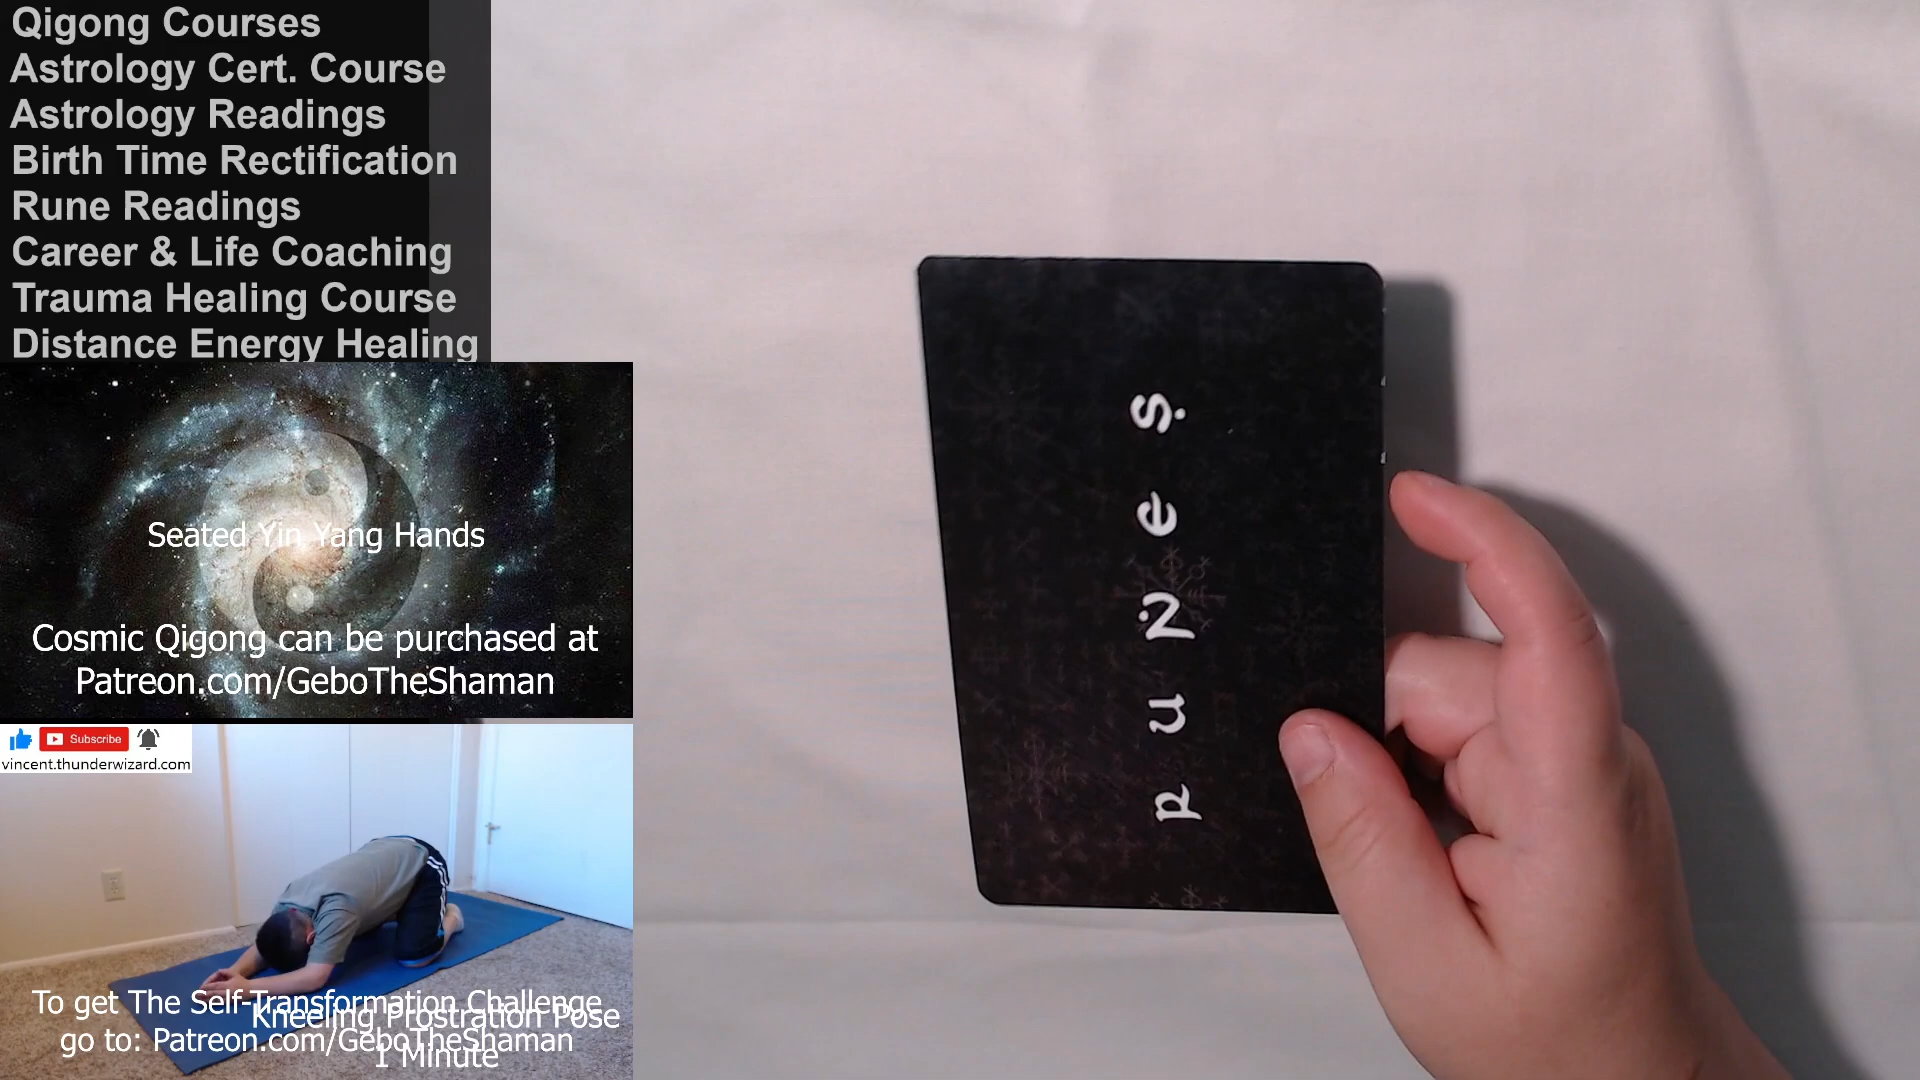 Qigong Courses
Astrology Cert. Course
Astrology Readings
Birth Time Rectification
Rune Readings
Career & Life Coaching
Trauma Healing Course
Distance Energy Healing
Seated Yin Yang Hands
Cosmic Qigong can be purchased at
Patreon.com/GeboTheShaman
Subscribe
vincent.thunderwizard.com
To get The Self-Transformation Challenge
Kneeling Prostration Pose
go to: Patreon.com/GeboTheShaman
1 Minute
RuNes